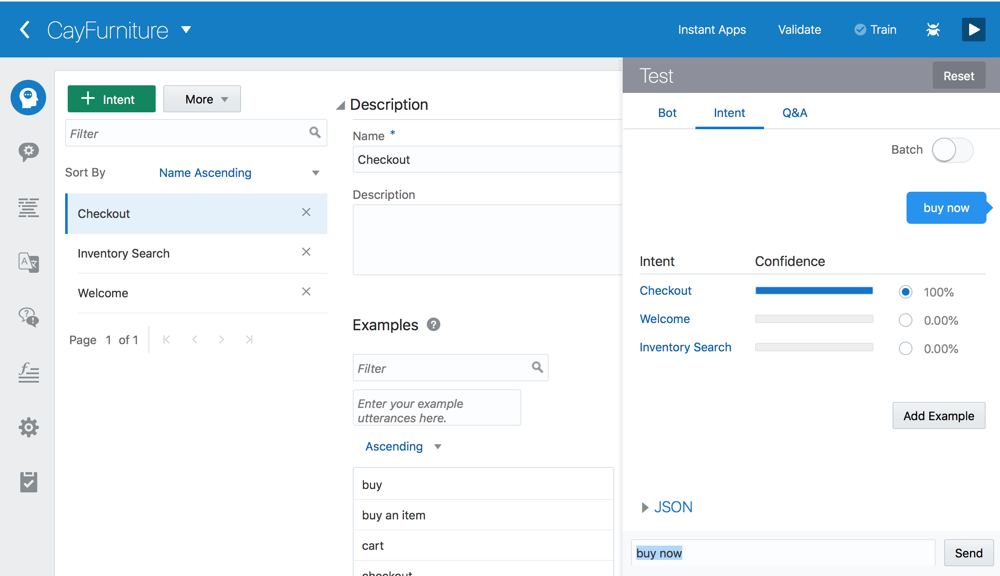 CayFurniture
Instant Apps
Validate
Train
Intent
More
Filter
Sort By
Name Ascending
Checkout
Inventory Search
Welcome
Page 1 of 1
Description
Name *
Checkout
Description
Examples ?
Filter
Enter your example
utterances here.
Ascending
buy
buy an item
cart
checkout
Test
Reset
Bot
Intent
Q&A
Batch
buy now
Intent
Confidence
Checkout
100%
Welcome
0.00%
Inventory Search
0.00%
Add Example
JSON
buy now
Send